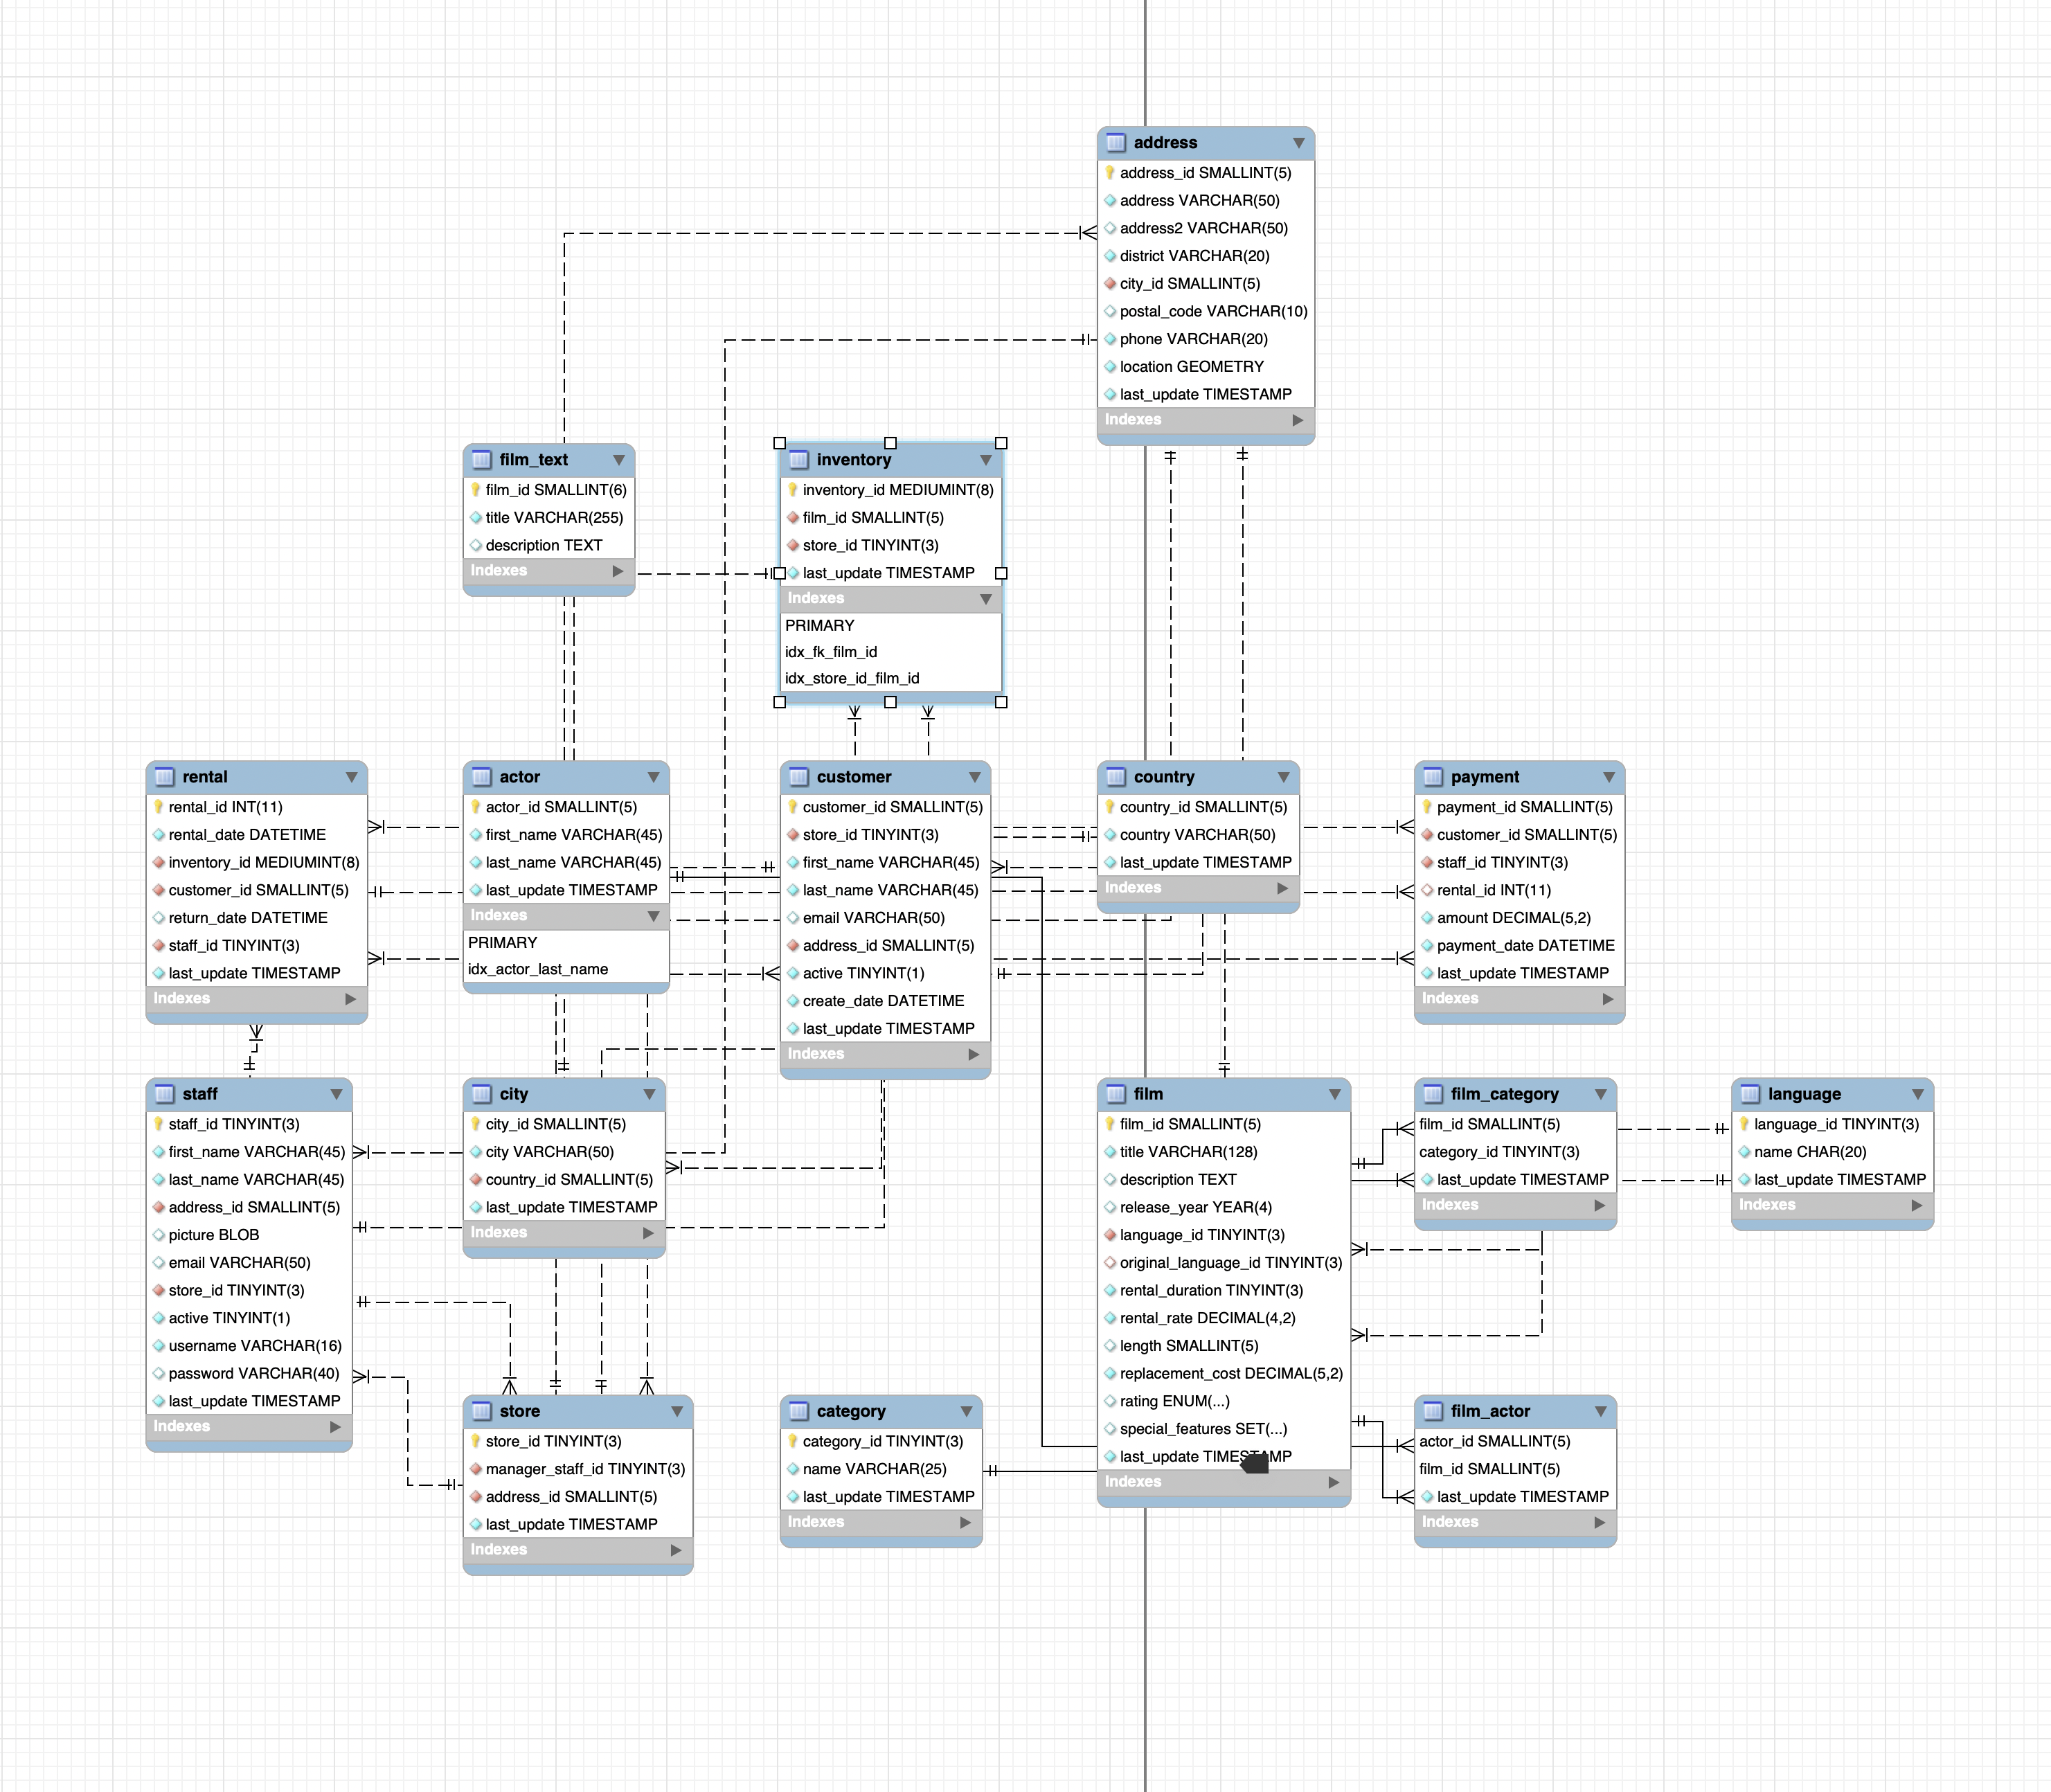 address
address_id SMALLINT(5)
address VARCHAR(50)
address2 VARCHAR(50)
district VARCHAR(20)
city_id SMALLINT(5)
postal_code VARCHAR(10)
phone VARCHAR(20)
location GEOMETRY
last_update TIMESTAMP
Indexes
film_text
film_id SMALLINT(6)
title VARCHAR(255)
description TEXT
Indexes
inventory
inventory_id MEDIUMINT(8)
film_id SMALLINT(5)
store_id TINYINT(3)
last_update TIMESTAMP
Indexes
PRIMARY
idx_fk_film_id
idx_store_id_film_id
rental
rental_id INT(11)
rental_date DATETIME
inventory_id MEDIUMINT(8)
customer_id SMALLINT(5)
return_date DATETIME
staff_id TINYINT(3)
last_update TIMESTAMP
Indexes
actor
actor_id SMALLINT(5)
first_name VARCHAR(45)
last_name VARCHAR(45)
last_update TIMESTAMP
Indexes
PRIMARY
idx_actor_last_name
customer
customer_id SMALLINT(5)
store_id TINYINT(3)
first_name VARCHAR(45)
last_name VARCHAR(45)
email VARCHAR(50)
address_id SMALLINT(5)
active TINYINT(1)
create_date DATETIME
last_update TIMESTAMP
Indexes
country
country_id SMALLINT(5)
country VARCHAR(50)
last_update TIMESTAMP
Indexes
payment
payment_id SMALLINT(5)
customer_id SMALLINT(5)
staff_id TINYINT(3)
rental_id INT(11)
amount DECIMAL(5,2)
payment_date DATETIME
last_update TIMESTAMP
Indexes
staff
staff_id TINYINT(3)
first_name VARCHAR(45)
last_name VARCHAR(45)
address_id SMALLINT(5)
picture BLOB
email VARCHAR(50)
store_id TINYINT(3)
active TINYINT(1)
username VARCHAR(16)
password VARCHAR(40)
last_update TIMESTAMP
Indexes
city
city_id SMALLINT(5)
city VARCHAR(50)
country_id SMALLINT(5)
last_update TIMESTAMP
Indexes
film
film_id SMALLINT(5)
title VARCHAR(128)
description TEXT
release_year YEAR(4)
language_id TINYINT(3)
original_language_id TINYINT(3)
rental_duration TINYINT(3)
rental_rate DECIMAL(4,2)
length SMALLINT(5)
replacement_cost DECIMAL(5,2)
rating ENUM(...)
special_features SET(...)
last_update TIMESTAMP
Indexes
film_category
film_id SMALLINT(5)
category_id TINYINT(3)
last_update TIMESTAMP
Indexes
language
language_id TINYINT(3)
name CHAR(20)
last_update TIMESTAMP
Indexes
store
store_id TINYINT(3)
manager_staff_id TINYINT(3)
address_id SMALLINT(5)
last_update TIMESTAMP
Indexes
category
category_id TINYINT(3)
name VARCHAR(25)
last_update TIMESTAMP
Indexes
film_actor
actor_id SMALLINT(5)
film_id SMALLINT(5)
last_update TIMESTAMP
Indexes